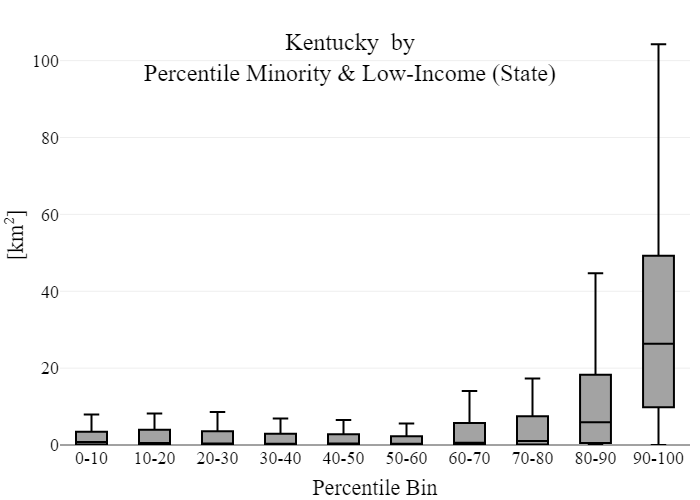 Kentucky by
Percentile Minority & Low-Income (State)
100
80
60
40
20
0
[km²]
0-10 10-20 20-30 30-40 40-50 50-60 60-70 70-80 80-90 90-100
Percentile Bin